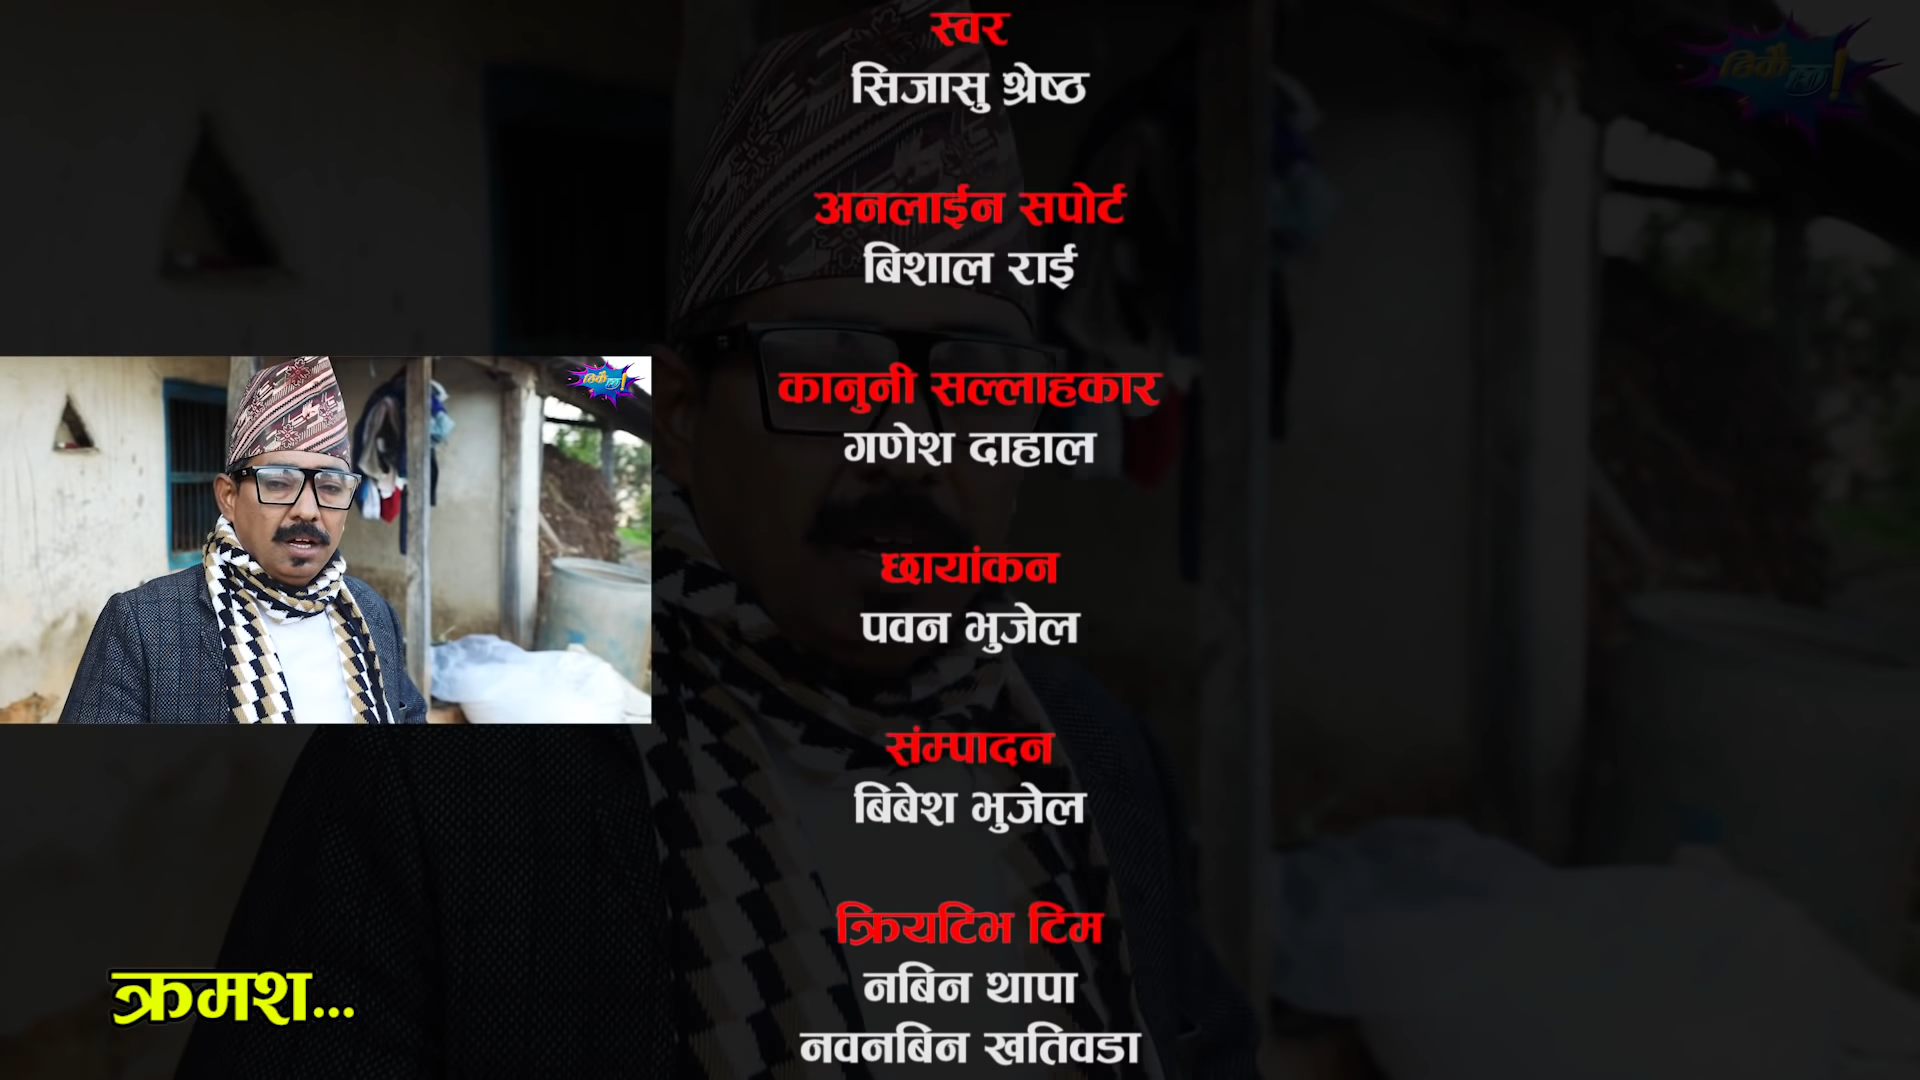 स्वर
सिजासु श्रेष्ठ
अनलाईन सपोर्ट
बिशाल राई
कानुनी सल्लाहकार
गणेश दाहाल
छायांकन
पवन भुजेल
संम्पादन
बिबेश भुजेल
क्रियटिभ टिम
नबिन थापा
नवनबिन खतिवडा
क्रमश...
ठिकै छ!